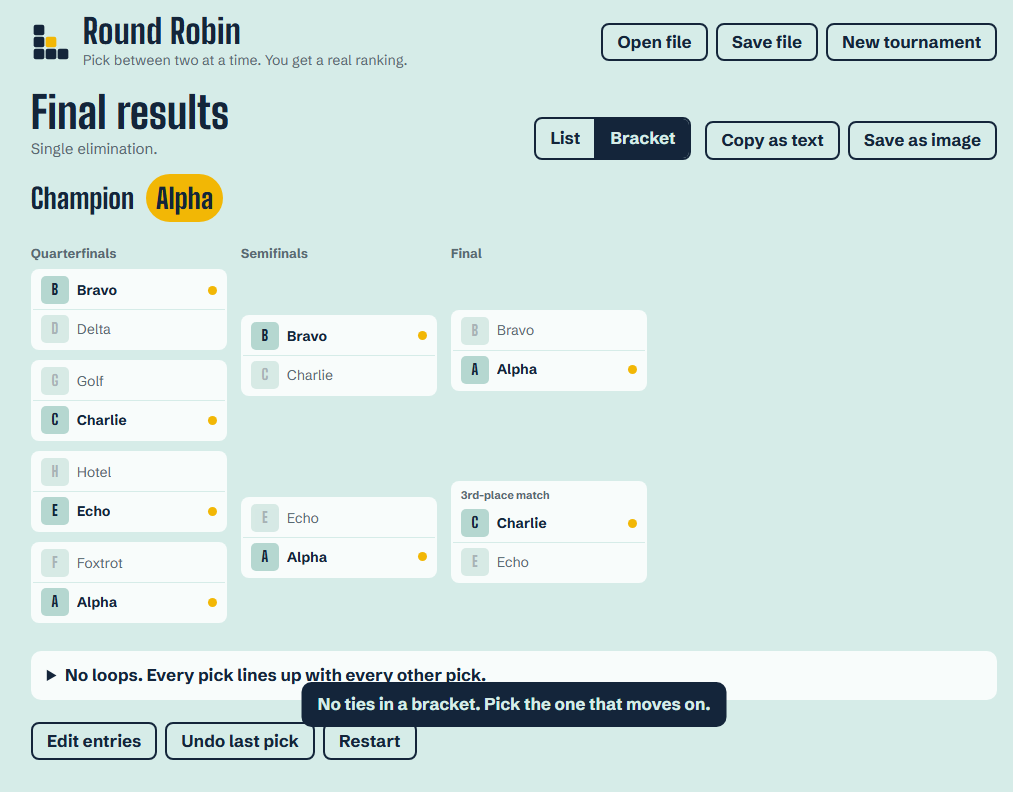 Round Robin
Pick between two at a time. You get a real ranking.
Open file
Save file
New tournament
Final results
Single elimination.
List
Bracket
Copy as text
Save as image
Champion Alpha
Quarterfinals
B Bravo
D Delta
G Golf
C Charlie
H Hotel
E Echo
F Foxtrot
A Alpha
Semifinals
B Bravo
C Charlie
E Echo
A Alpha
Final
B Bravo
A Alpha
3rd-place match
C Charlie
E Echo
No loops. Every pick lines up with every other pick.
No ties in a bracket. Pick the one that moves on.
Edit entries
Undo last pick
Restart